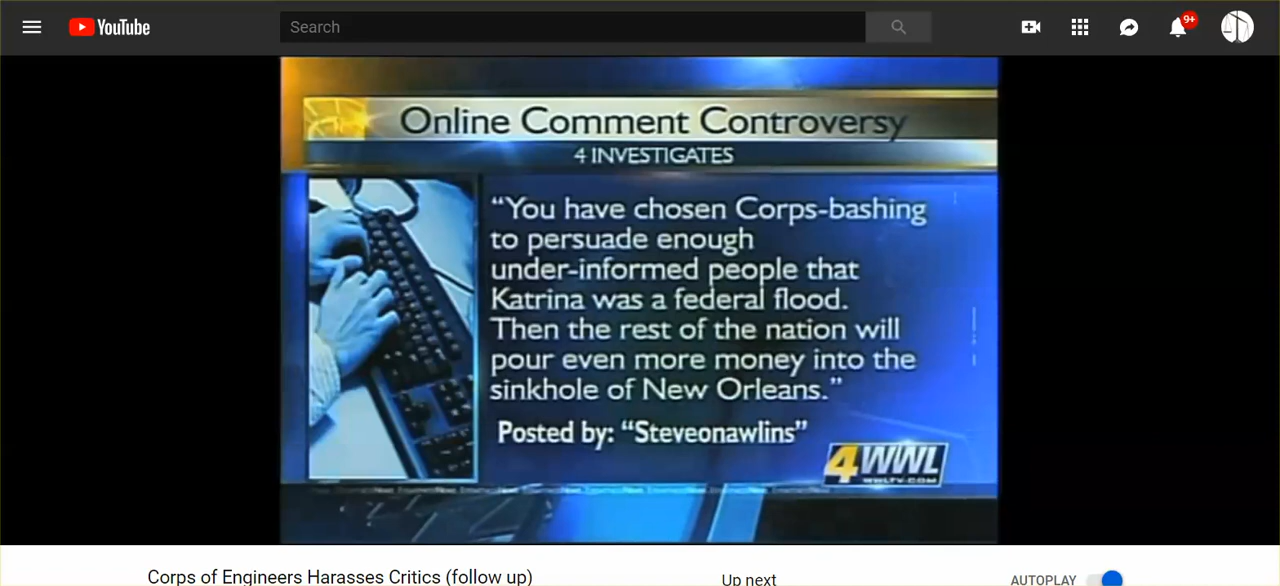 YouTube
Search
9+
Online Comment Controversy
4 INVESTIGATES
“You have chosen Corps-bashing
to persuade enough
under-informed people that
Katrina was a federal flood.
Then the rest of the nation will
pour even more money into the
sinkhole of New Orleans.”
Posted by: “Steveonawlins”
4WWL
WWLTV.COM
Corps of Engineers Harasses Critics (follow up)
Up next
AUTOPLAY